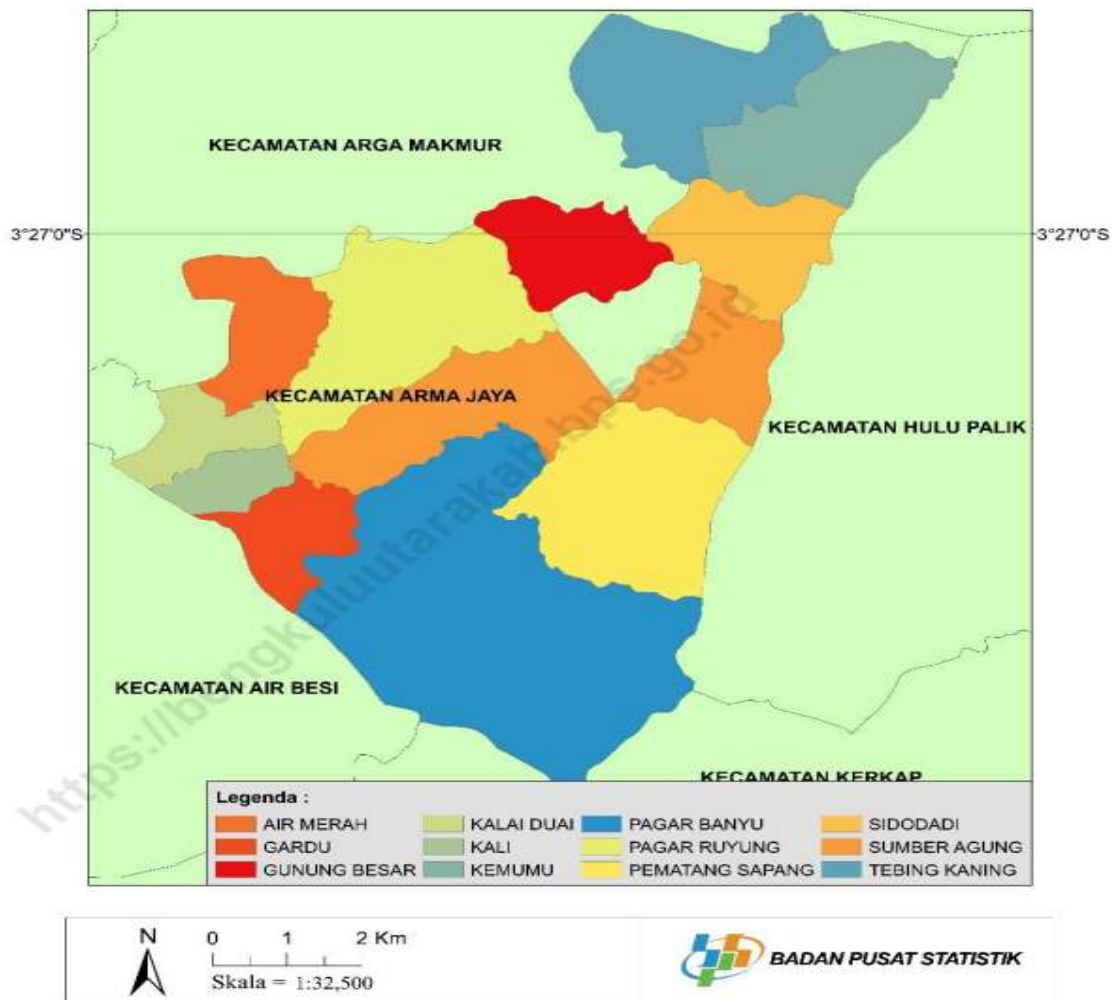 KECAMATAN ARGA MAKMUR
3°27'0"S
3°27'0"S
KECAMATAN ARMA JAYA
KECAMATAN HULU PALIK
KECAMATAN AIR BESI
KECAMATAN KERKAP
https://bengkuluutarakab.bps.go.id
Legenda :
AIR MERAH
GARDU
GUNUNG BESAR
KALAI DUAI
KALI
KEMUMU
PAGAR BANYU
PAGAR RUYUNG
PEMATANG SAPANG
SIDODADI
SUMBER AGUNG
TEBING KANING
N
0 1 2 Km
Skala = 1:32,500
BADAN PUSAT STATISTIK